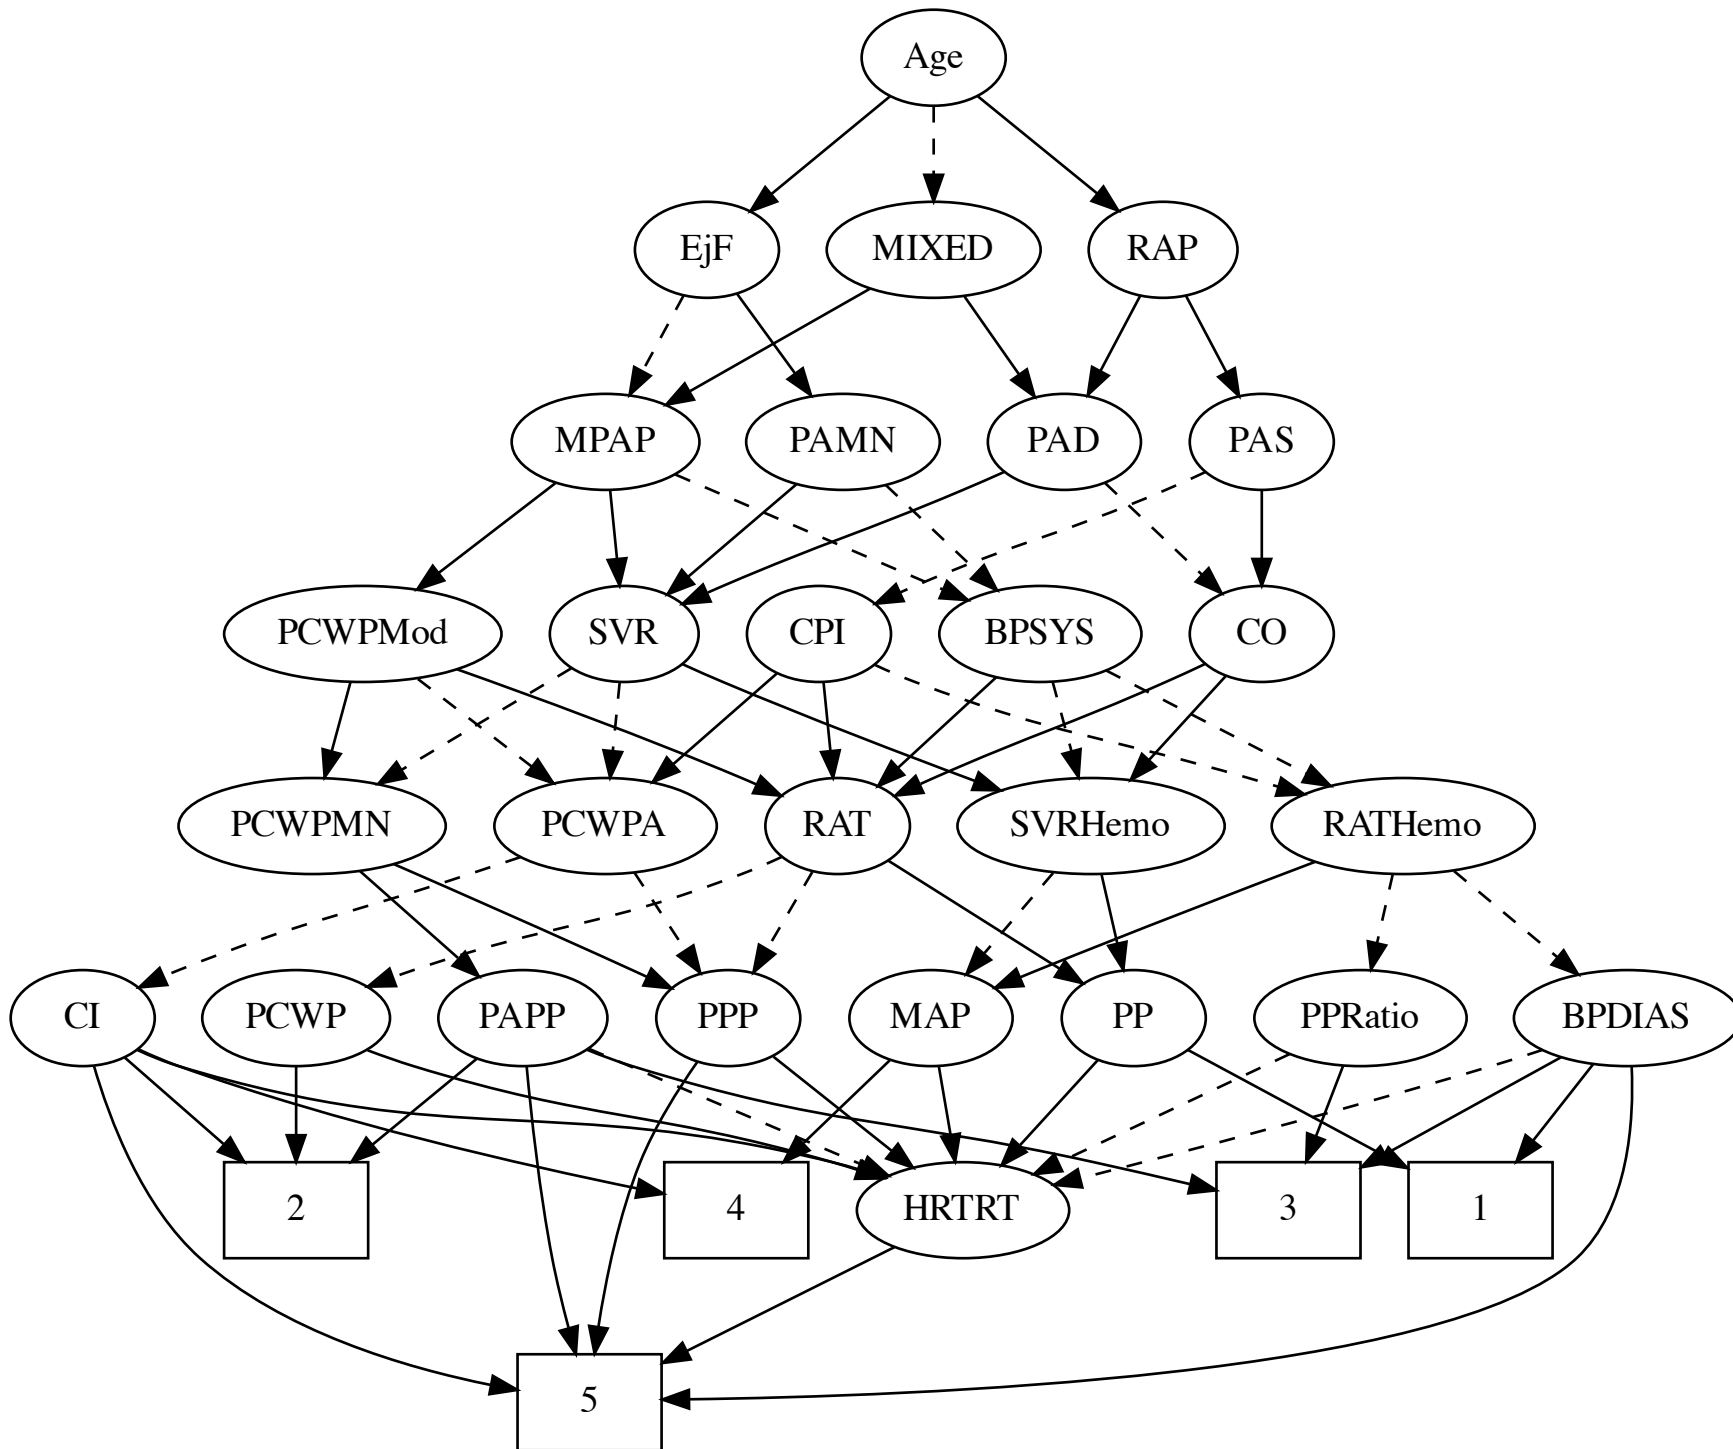 Age
EjF
MIXED
RAP
MPAP
PAMN
PAD
PAS
PCWPMod
SVR
CPI
BPSYS
CO
PCWPMN
PCWPA
RAT
SVRHemo
RATHemo
CI
PCWP
PAPP
PPP
MAP
PP
PPRatio
BPDIAS
2
4
HRTRT
3
1
5